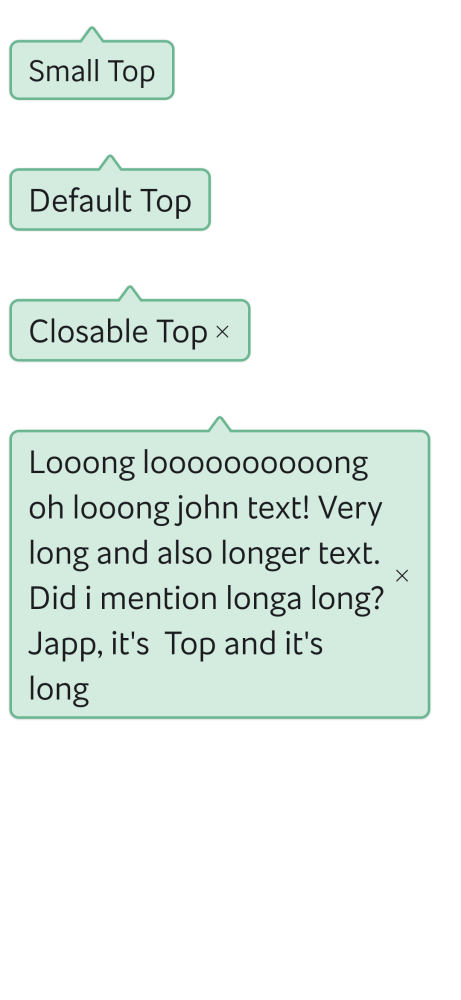 Small Top
Default Top
Closable Top ×
Looong loooooooooong
oh looong john text! Very
long and also longer text.
Did i mention longa long?
Japp, it's  Top and it's
long
×